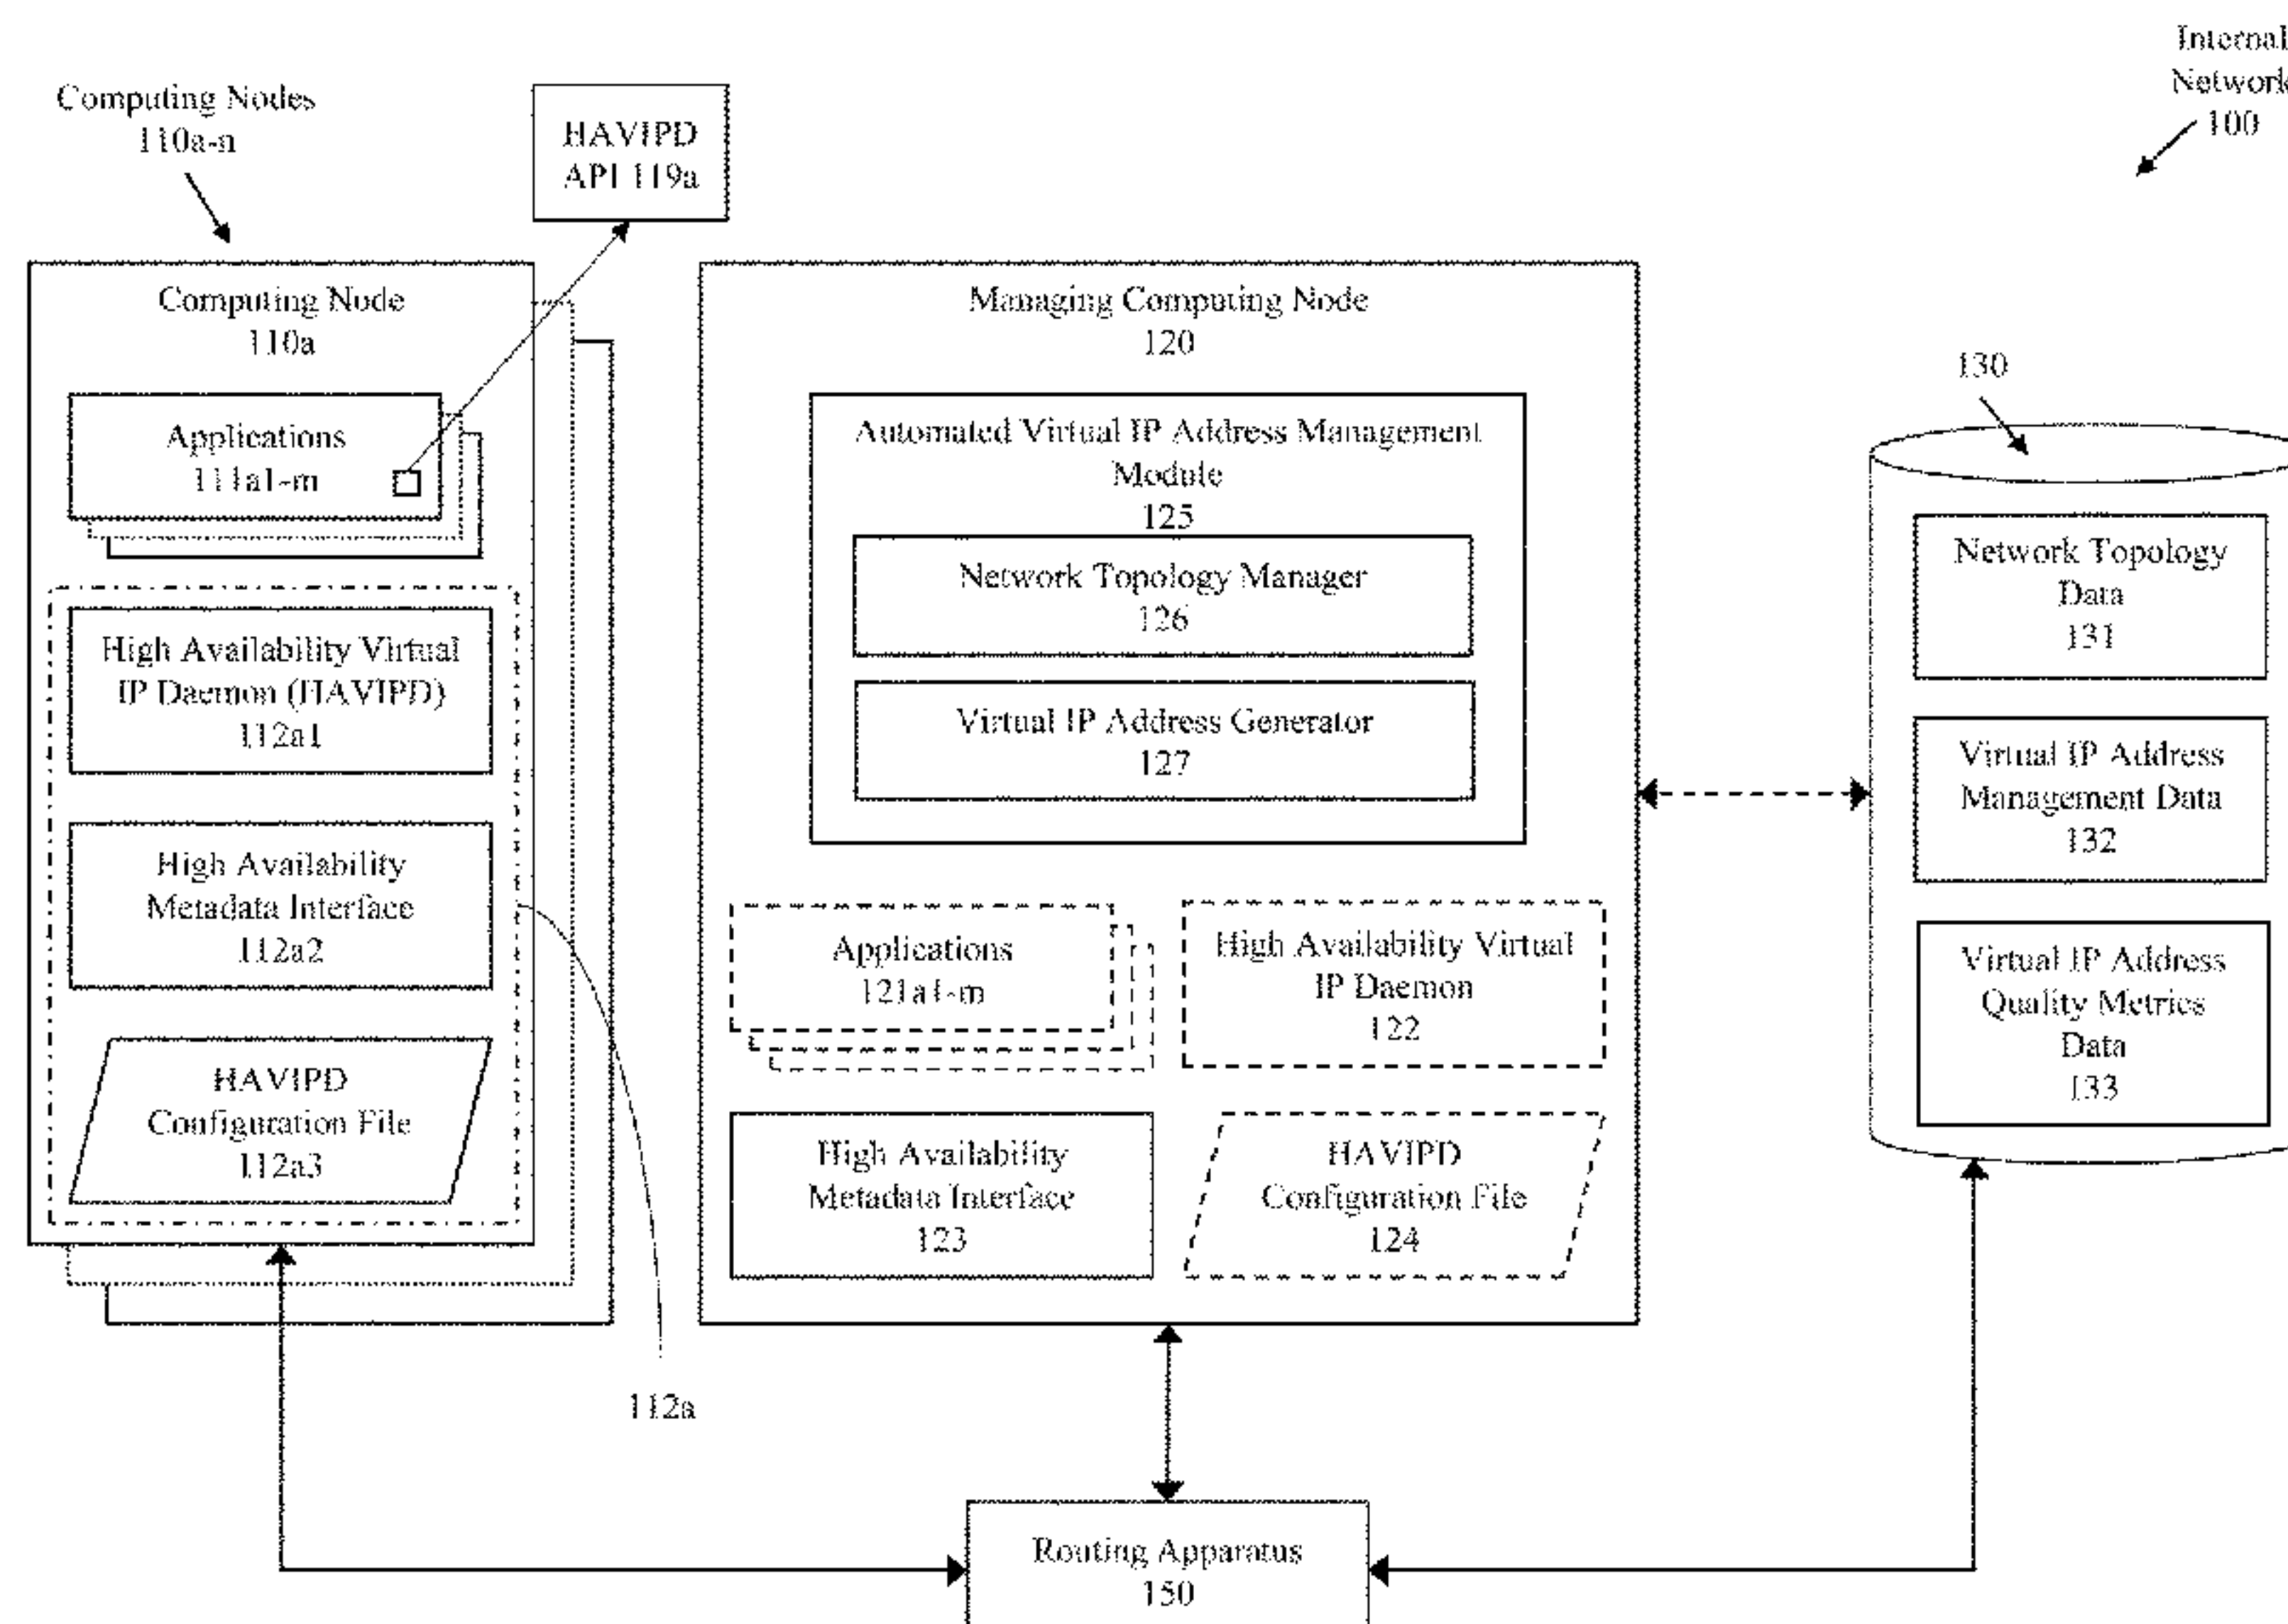 Internal
Network
100
Computing Nodes
110a-n
HAVIPD
API 119a
Computing Node
110a
Applications
111a1-m
High Availability Virtual
IP Daemon (HAVIPD)
112a1
High Availability
Metadata Interface
112a2
HAVIPD
Configuration File
112a3
112a
Managing Computing Node
120
Automated Virtual IP Address Management
Module
125
Network Topology Manager
126
Virtual IP Address Generator
127
Applications
121a1-m
High Availability Virtual
IP Daemon
122
High Availability
Metadata Interface
123
HAVIPD
Configuration File
124
130
Network Topology
Data
131
Virtual IP Address
Management Data
132
Virtual IP Address
Quality Metrics
Data
133
Routing Apparatus
150